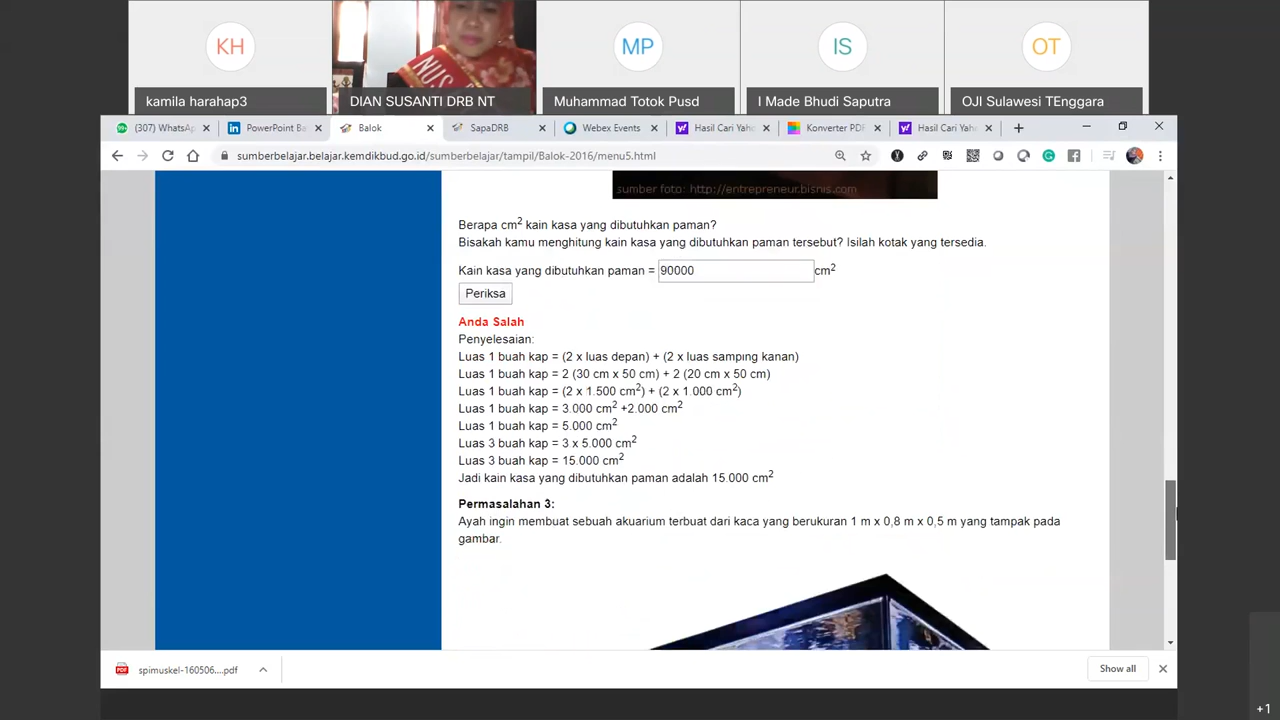 KH
MP
IS
OT
NUS
kamila harahap3
DIAN SUSANTI DRB NT
Muhammad Totok Pusd
I Made Bhudi Saputra
OJI Sulawesi TEnggara
(307) WhatsAp
PowerPoint Ba
Balok
SapaDRB
Webex Events
Hasil Cari Yaho
Konverter PDF
Hasil Cari Yaho
sumberbelajar.belajar.kemdikbud.go.id/sumberbelajar/tampil/Balok-2016/menu5.html
sumber foto: http://entrepreneur.bisnis.com
Berapa cm² kain kasa yang dibutuhkan paman?
Bisakah kamu menghitung kain kasa yang dibutuhkan paman tersebut? Isilah kotak yang tersedia.
Kain kasa yang dibutuhkan paman = 90000 cm²
Periksa
Anda Salah
Penyelesaian:
Luas 1 buah kap = (2 x luas depan) + (2 x luas samping kanan)
Luas 1 buah kap = 2 (30 cm x 50 cm) + 2 (20 cm x 50 cm)
Luas 1 buah kap = (2 x 1.500 cm²) + (2 x 1.000 cm²)
Luas 1 buah kap = 3.000 cm² +2.000 cm²
Luas 1 buah kap = 5.000 cm²
Luas 3 buah kap = 3 x 5.000 cm²
Luas 3 buah kap = 15.000 cm²
Jadi kain kasa yang dibutuhkan paman adalah 15.000 cm²
Permasalahan 3:
Ayah ingin membuat sebuah akuarium terbuat dari kaca yang berukuran 1 m x 0,8 m x 0,5 m yang tampak pada
gambar.
spimuskel-160506....pdf
Show all
+1